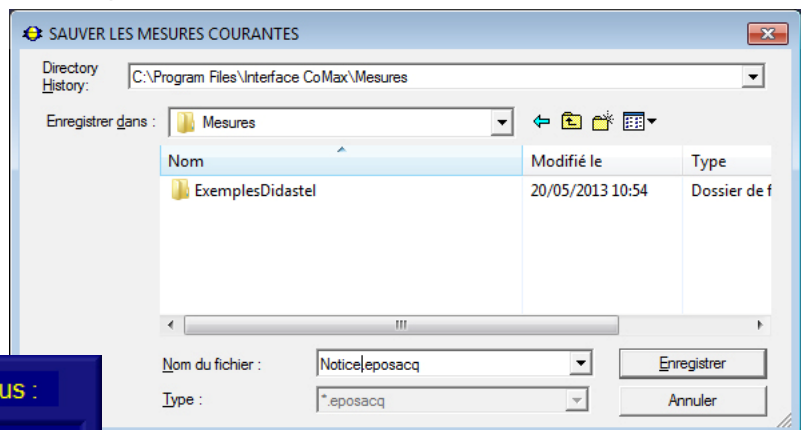 SAUVER LES MESURES COURANTES
Directory History: C:\Program Files\Interface CoMax\Mesures
Enregistrer dans : Mesures
Nom Modifié le Type
ExemplesDidastel 20/05/2013 10:54 Dossier de f
Nom du fichier : Notice.eposacq Enregistrer
Type : *.eposacq Annuler
us :